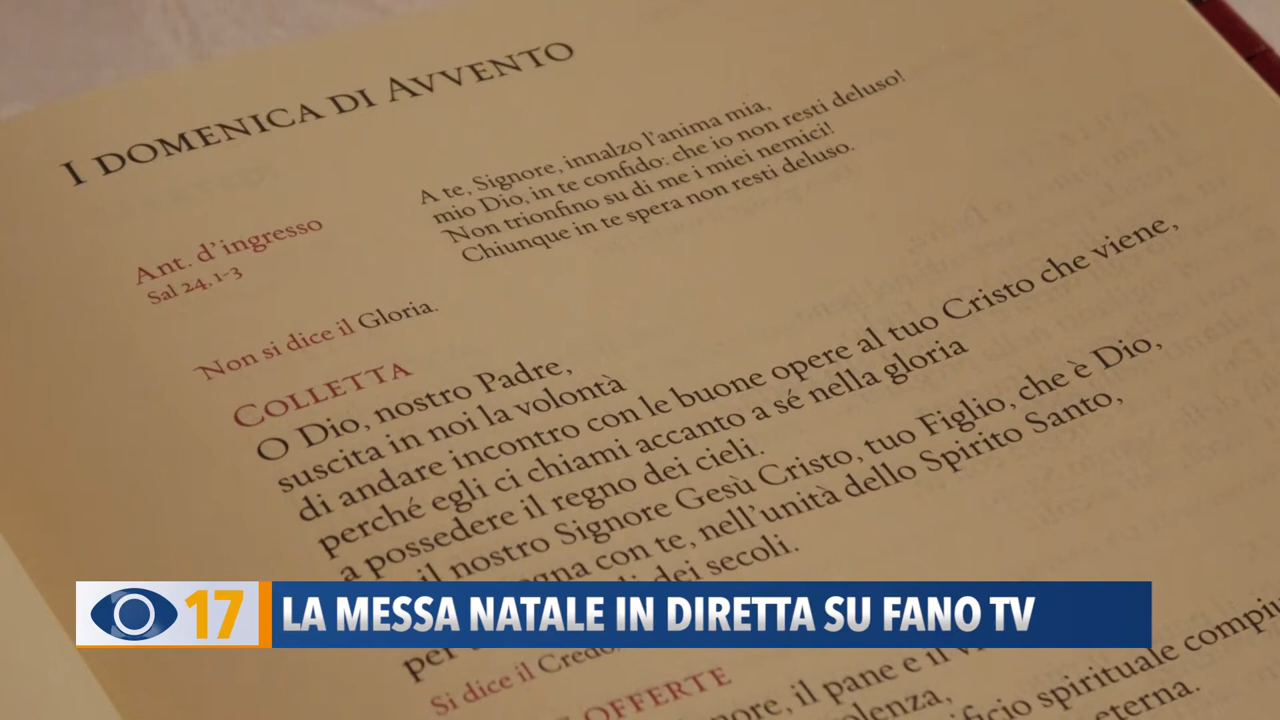 I DOMENICA DI AVVENTO
Ant. d'ingresso
Sal 24, 1-3
A te, Signore, innalzo l'anima mia,
mio Dio, in te confido: che io non resti deluso!
Non trionfino su di me i miei nemici!
Chiunque in te spera non resti deluso.
Non si dice il Gloria.
COLLETTA
O Dio, nostro Padre,
suscita in noi la volontà
di andare incontro con le buone opere al tuo Cristo che viene,
perché egli ci chiami accanto a sé nella gloria
a possedere il regno dei cieli.
il nostro Signore Gesù Cristo, tuo Figlio, che è Dio,
con te, nell'unità dello Spirito Santo,
dei secoli.
Si dice il Credo.
OFFERTE
il pane e il
spirituale
eterna.
17
LA MESSA NATALE IN DIRETTA SU FANO TV